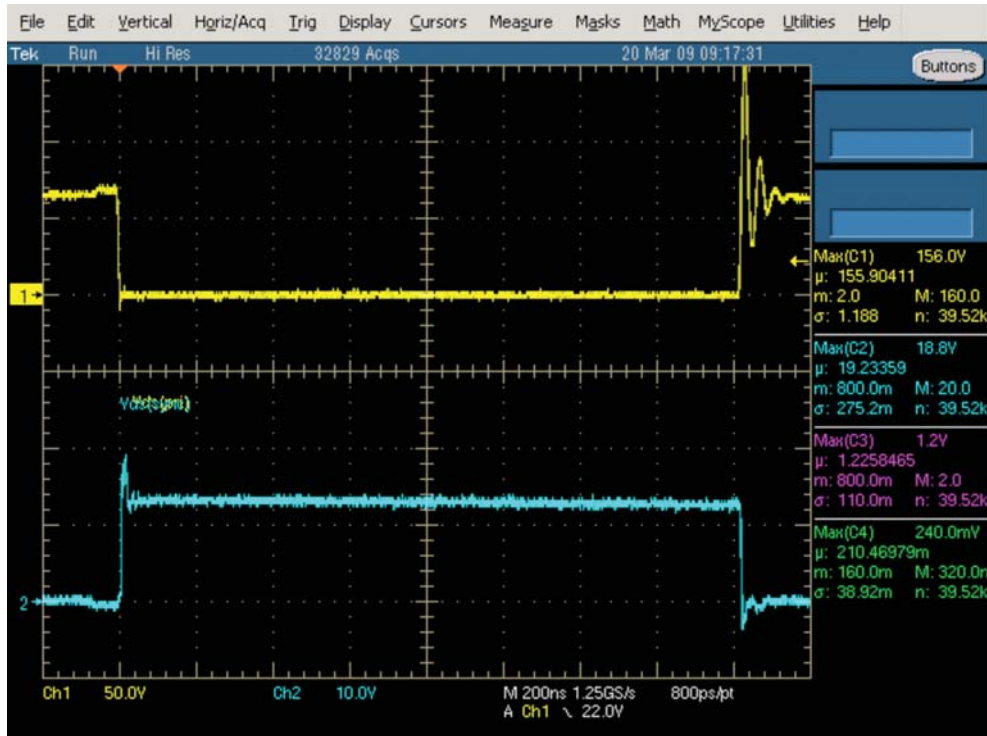 File Edit Vertical Horiz/Acq Trig Display Cursors Measure Masks Math MyScope Utilities Help
Tek Run Hi Res 32829 Acqs 20 Mar 09 09:17:31
Buttons
Max(C1) 156.0V
µ: 155.90411
m: 2.0 M: 160.0
σ: 1.188 n: 39.52k
1
Max(C2) 18.8V
µ: 19.23359
m: 800.0m M: 20.0
σ: 275.2m n: 39.52k
Max(C3) 1.2V
µ: 1.2258465
m: 800.0m M: 2.0
σ: 110.0m n: 39.52k
Max(C4) 240.0mV
µ: 210.46979m
m: 160.0m M: 320.0m
σ: 38.92m n: 39.52k
2
Ch1 50.0V Ch2 10.0V M 200ns 1.25GS/s 800ps/pt
A Ch1 \ 22.0V